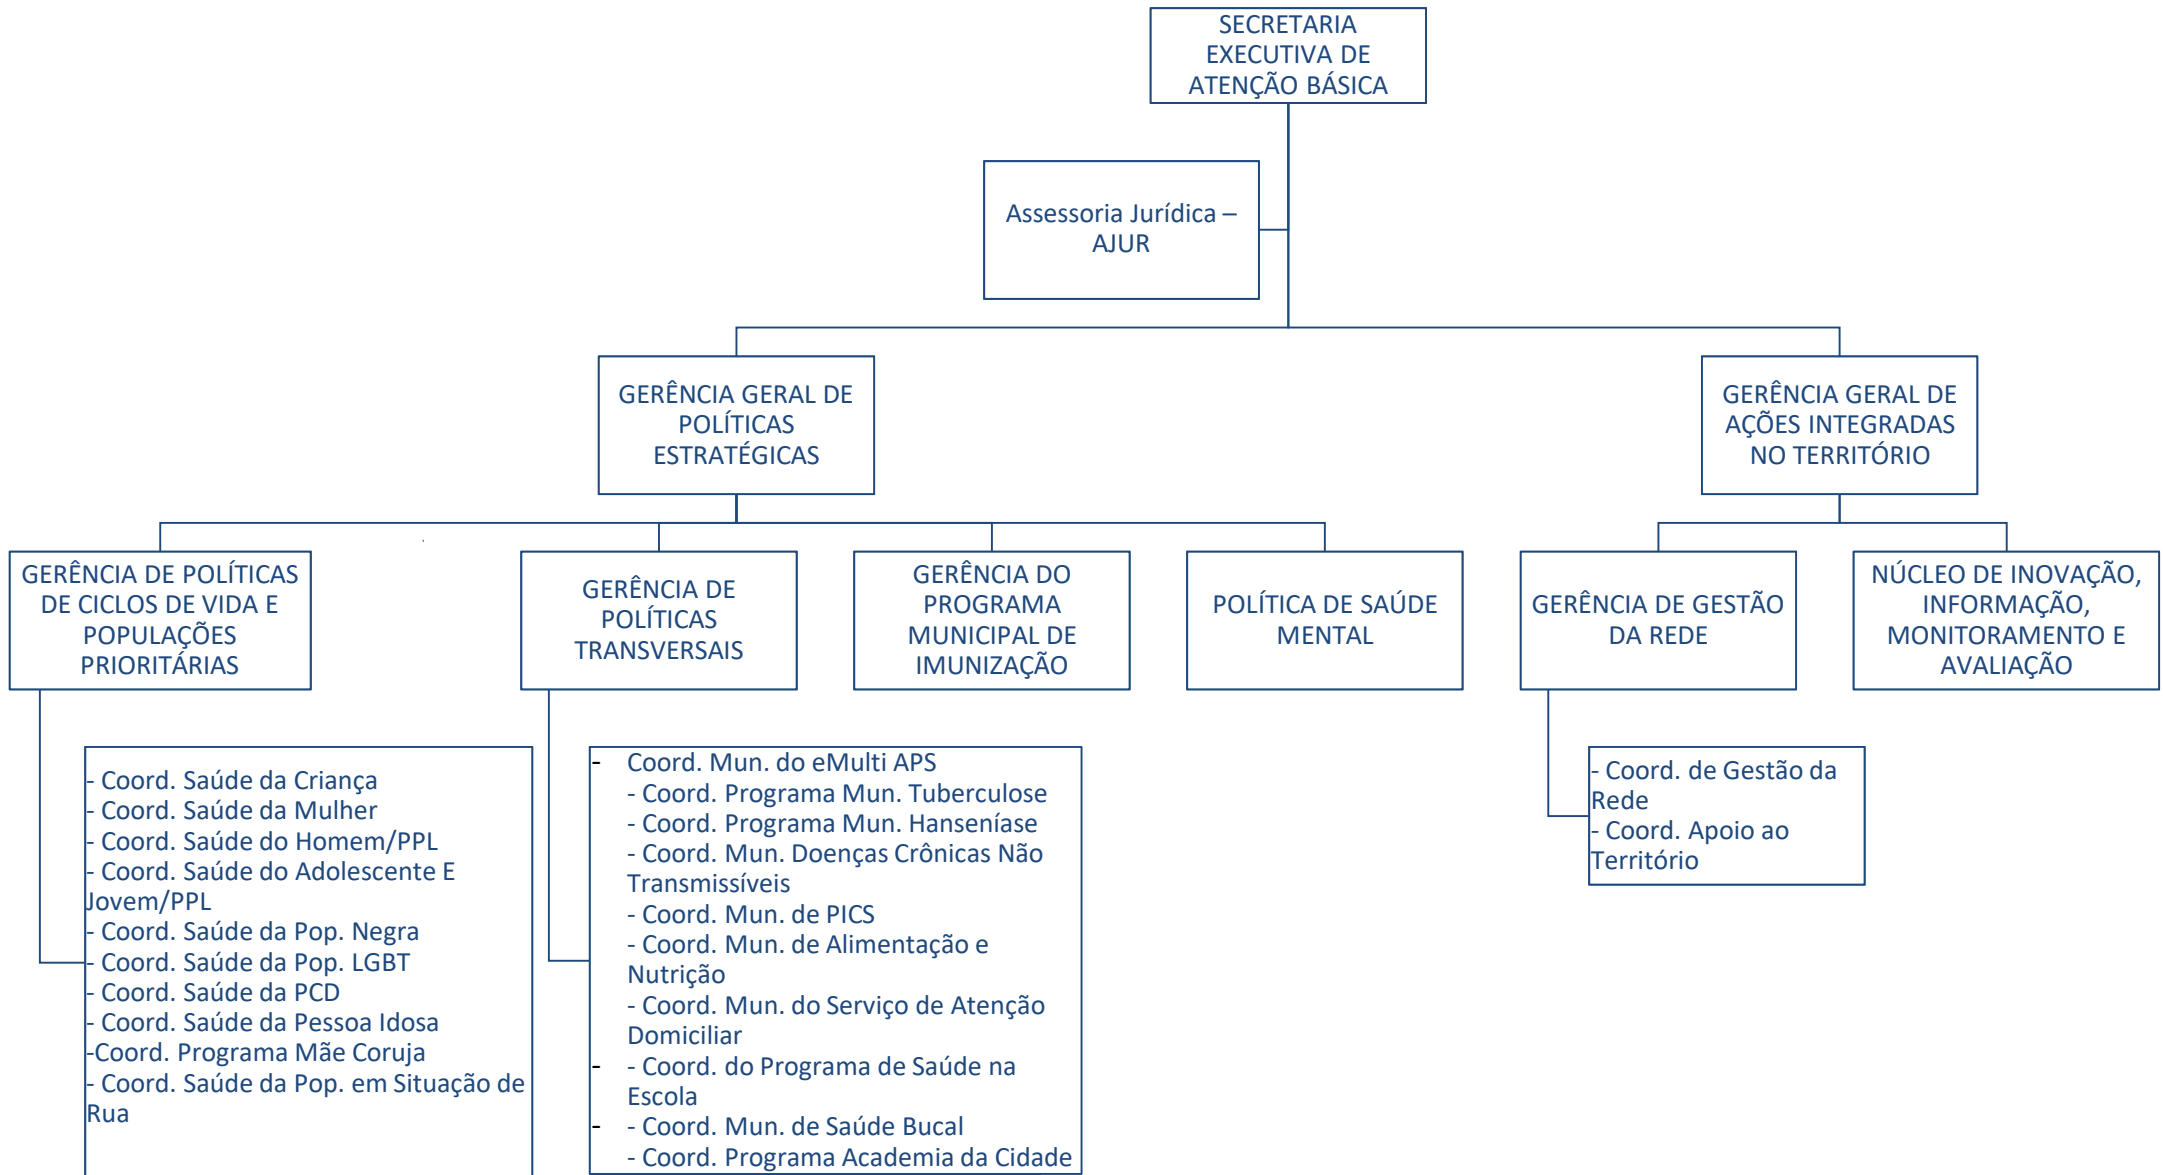 SECRETARIA
EXECUTIVA DE
ATENÇÃO BÁSICA
Assessoria Jurídica –
AJUR
GERÊNCIA GERAL DE
POLÍTICAS
ESTRATÉGICAS
GERÊNCIA GERAL DE
AÇÕES INTEGRADAS
NO TERRITÓRIO
GERÊNCIA DE POLÍTICAS
DE CICLOS DE VIDA E
POPULAÇÕES
PRIORITÁRIAS
GERÊNCIA DE
POLÍTICAS
TRANSVERSAIS
GERÊNCIA DO
PROGRAMA
MUNICIPAL DE
IMUNIZAÇÃO
POLÍTICA DE SAÚDE
MENTAL
GERÊNCIA DE GESTÃO
DA REDE
NÚCLEO DE INOVAÇÃO,
INFORMAÇÃO,
MONITORAMENTO E
AVALIAÇÃO
- Coord. Saúde da Criança
- Coord. Saúde da Mulher
- Coord. Saúde do Homem/PPL
- Coord. Saúde do Adolescente E
Jovem/PPL
- Coord. Saúde da Pop. Negra
- Coord. Saúde da Pop. LGBT
- Coord. Saúde da PCD
- Coord. Saúde da Pessoa Idosa
-Coord. Programa Mãe Coruja
- Coord. Saúde da Pop. em Situação de
Rua
- Coord. Mun. do eMulti APS
- Coord. Programa Mun. Tuberculose
- Coord. Programa Mun. Hanseníase
- Coord. Mun. Doenças Crônicas Não
Transmissíveis
- Coord. Mun. de PICS
- Coord. Mun. de Alimentação e
Nutrição
- Coord. Mun. do Serviço de Atenção
Domiciliar
- - Coord. do Programa de Saúde na
Escola
- - Coord. Mun. de Saúde Bucal
- Coord. Programa Academia da Cidade
- Coord. de Gestão da
Rede
- Coord. Apoio ao
Território